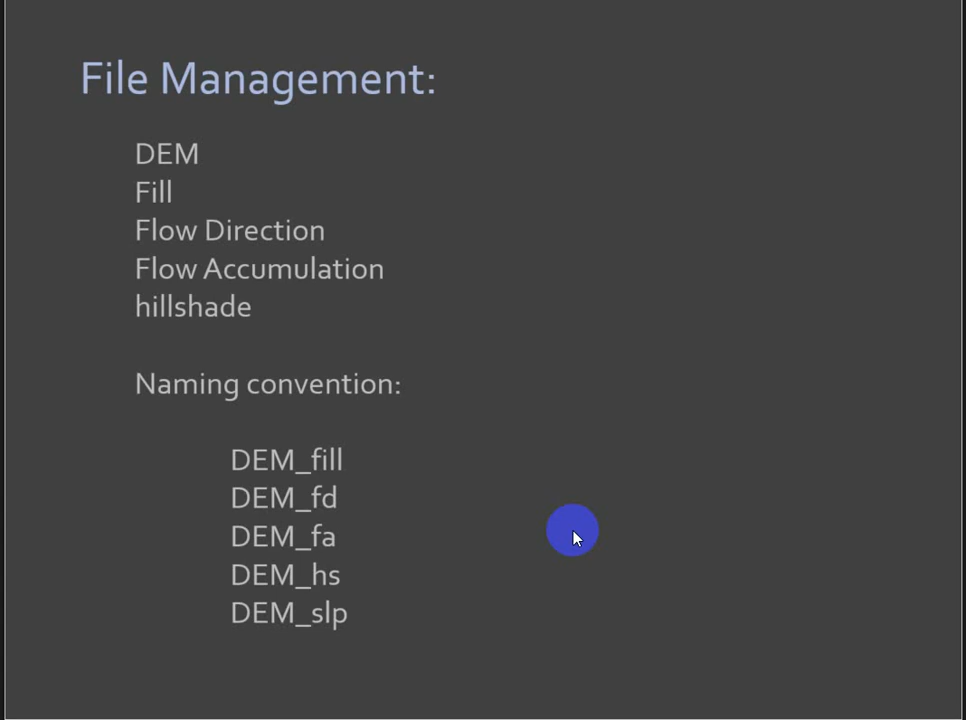 File Management:
DEM
Fill
Flow Direction
Flow Accumulation
hillshade
Naming convention:
DEM_fill
DEM_fd
DEM_fa
DEM_hs
DEM_slp